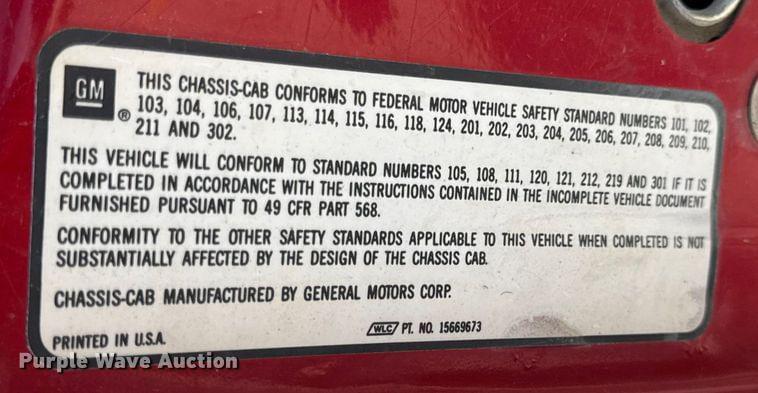 GM
®
THIS CHASSIS-CAB CONFORMS TO FEDERAL MOTOR VEHICLE SAFETY STANDARD NUMBERS 101, 102,
103, 104, 106, 107, 113, 114, 115, 116, 118, 124, 201, 202, 203, 204, 205, 206, 207, 208, 209, 210,
211 AND 302.
THIS VEHICLE WILL CONFORM TO STANDARD NUMBERS 105, 108, 111, 120, 121, 212, 219 AND 301 IF IT IS
COMPLETED IN ACCORDANCE WITH THE INSTRUCTIONS CONTAINED IN THE INCOMPLETE VEHICLE DOCUMENT
FURNISHED PURSUANT TO 49 CFR PART 568.
CONFORMITY TO THE OTHER SAFETY STANDARDS APPLICABLE TO THIS VEHICLE WHEN COMPLETED IS NOT
SUBSTANTIALLY AFFECTED BY THE DESIGN OF THE CHASSIS CAB.
CHASSIS-CAB MANUFACTURED BY GENERAL MOTORS CORP.
PRINTED IN U.S.A.
WLC PT. NO. 15669673
Purple Wave Auction